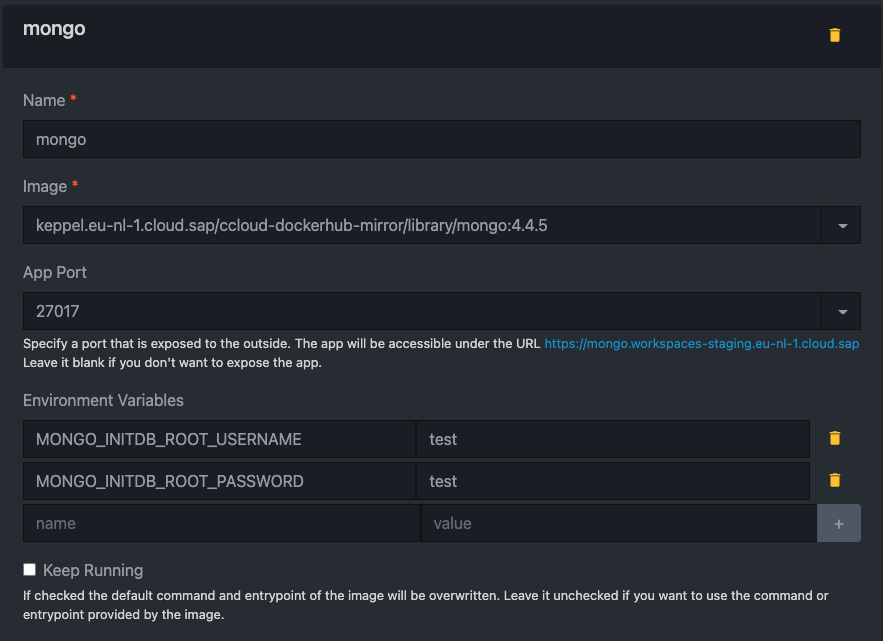 mongo
Name *
mongo
Image *
keppel.eu-nl-1.cloud.sap/ccloud-dockerhub-mirror/library/mongo:4.4.5
App Port
27017
Specify a port that is exposed to the outside. The app will be accessible under the URL https://mongo.workspaces-staging.eu-nl-1.cloud.sap
Leave it blank if you don't want to expose the app.
Environment Variables
MONGO_INITDB_ROOT_USERNAME test
MONGO_INITDB_ROOT_PASSWORD test
name value +
Keep Running
If checked the default command and entrypoint of the image will be overwritten. Leave it unchecked if you want to use the command or
entrypoint provided by the image.